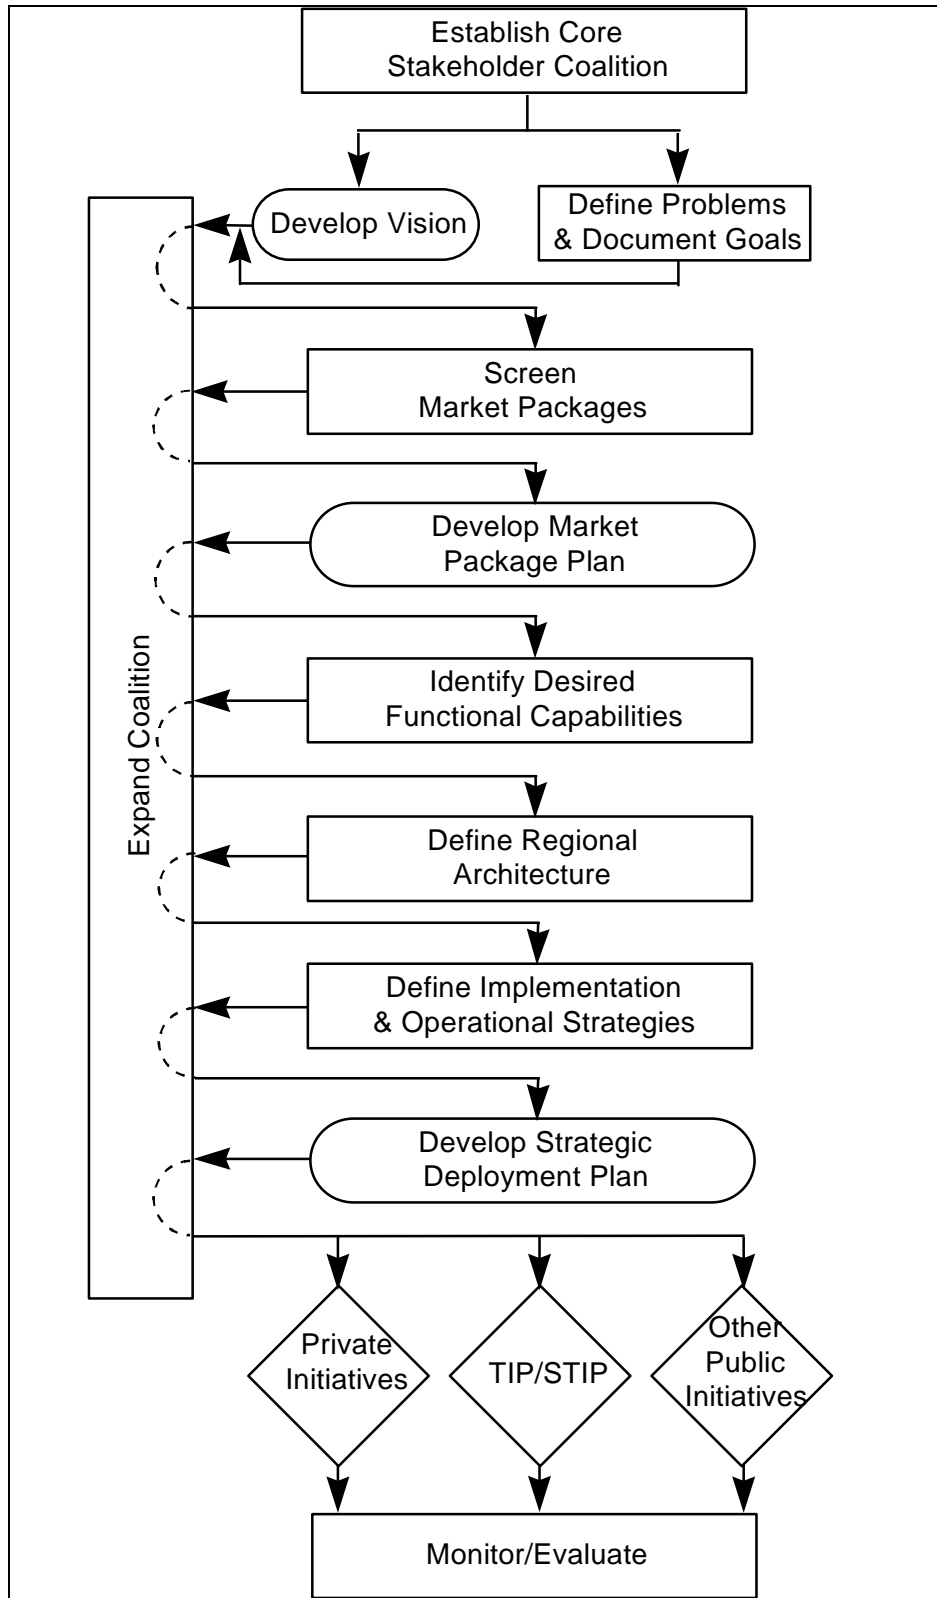 Establish Core
Stakeholder Coalition
Develop Vision
Define Problems
& Document Goals
Screen
Market Packages
Develop Market
Package Plan
Expand Coalition
Identify Desired
Functional Capabilities
Define Regional
Architecture
Define Implementation
& Operational Strategies
Develop Strategic
Deployment Plan
Private
Initiatives
TIP/STIP
Other
Public
Initiatives
Monitor/Evaluate